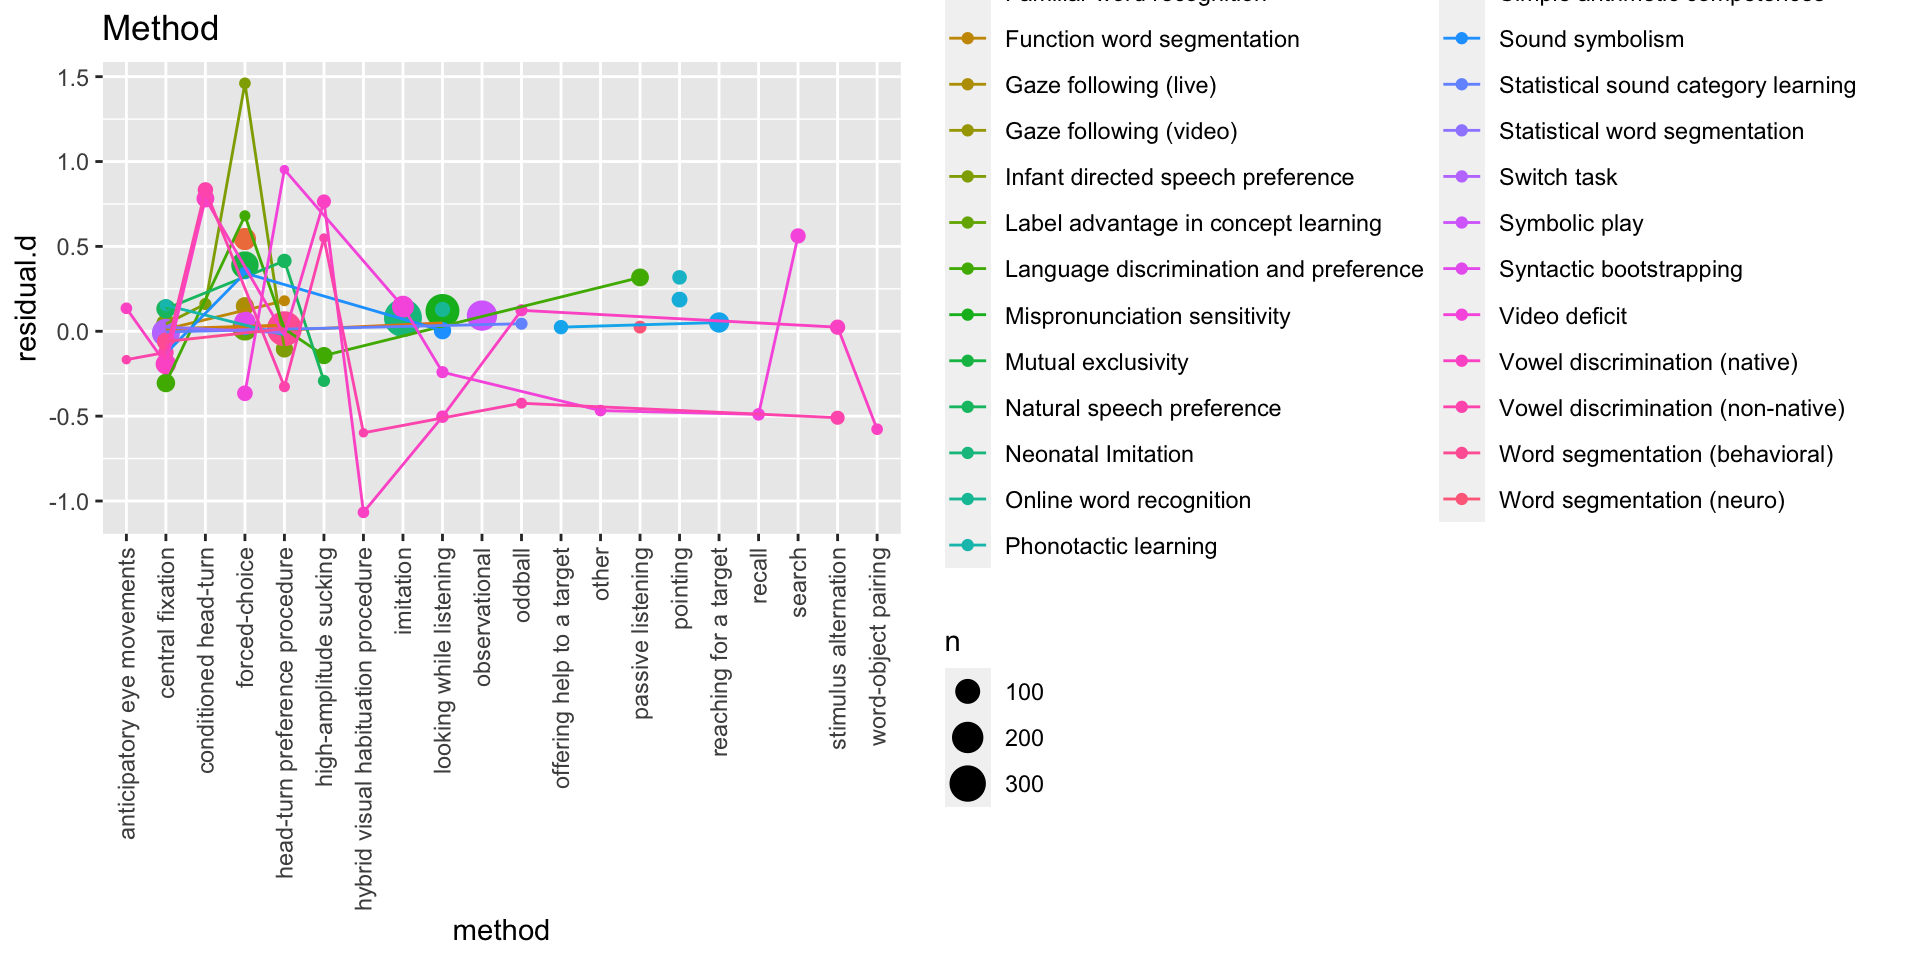 Method
residual.d
1.5
1.0
0.5
0.0
-0.5
-1.0
anticipatory eye movements
central fixation
conditioned head-turn
forced-choice
head-turn preference procedure
high-amplitude sucking
hybrid visual habituation procedure
imitation
looking while listening
observational
oddball
offering help to a target
other
passive listening
pointing
reaching for a target
recall
search
stimulus alternation
word-object pairing
method
Familiar word recognition
Function word segmentation
Gaze following (live)
Gaze following (video)
Infant directed speech preference
Label advantage in concept learning
Language discrimination and preference
Mispronunciation sensitivity
Mutual exclusivity
Natural speech preference
Neonatal Imitation
Online word recognition
Phonotactic learning
Simple arithmetic competences
Sound symbolism
Statistical sound category learning
Statistical word segmentation
Switch task
Symbolic play
Syntactic bootstrapping
Video deficit
Vowel discrimination (native)
Vowel discrimination (non-native)
Word segmentation (behavioral)
Word segmentation (neuro)
n
100
200
300